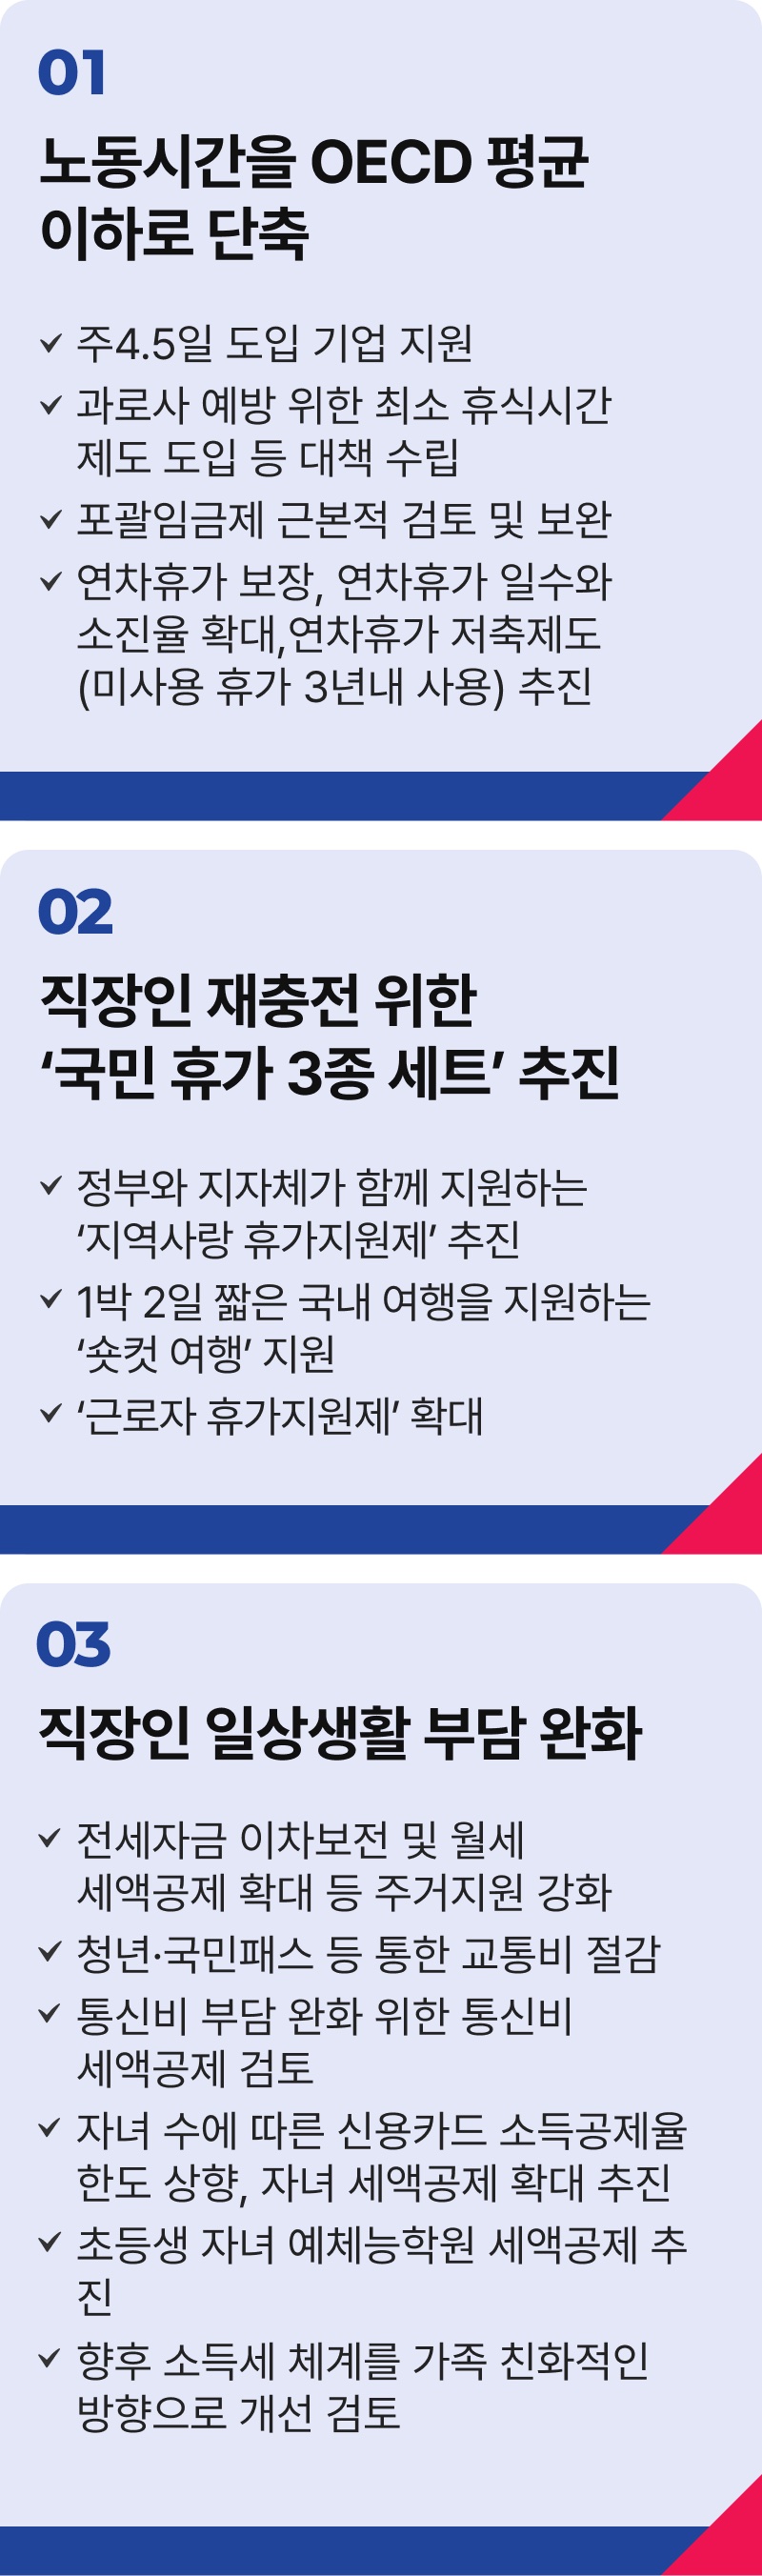 01
노동시간을 OECD 평균
이하로 단축
주4.5일 도입 기업 지원
과로사 예방 위한 최소 휴식시간
제도 도입 등 대책 수립
포괄임금제 근본적 검토 및 보완
연차휴가 보장, 연차휴가 일수와
소진율 확대,연차휴가 저축제도
(미사용 휴가 3년내 사용) 추진
02
직장인 재충전 위한
‘국민 휴가 3종 세트’ 추진
정부와 지자체가 함께 지원하는
‘지역사랑 휴가지원제’ 추진
1박 2일 짧은 국내 여행을 지원하는
‘숏컷 여행’ 지원
‘근로자 휴가지원제’ 확대
03
직장인 일상생활 부담 완화
전세자금 이차보전 및 월세
세액공제 확대 등 주거지원 강화
청년·국민패스 등 통한 교통비 절감
통신비 부담 완화 위한 통신비
세액공제 검토
자녀 수에 따른 신용카드 소득공제율
한도 상향, 자녀 세액공제 확대 추진
초등생 자녀 예체능학원 세액공제 추
진
향후 소득세 체계를 가족 친화적인
방향으로 개선 검토